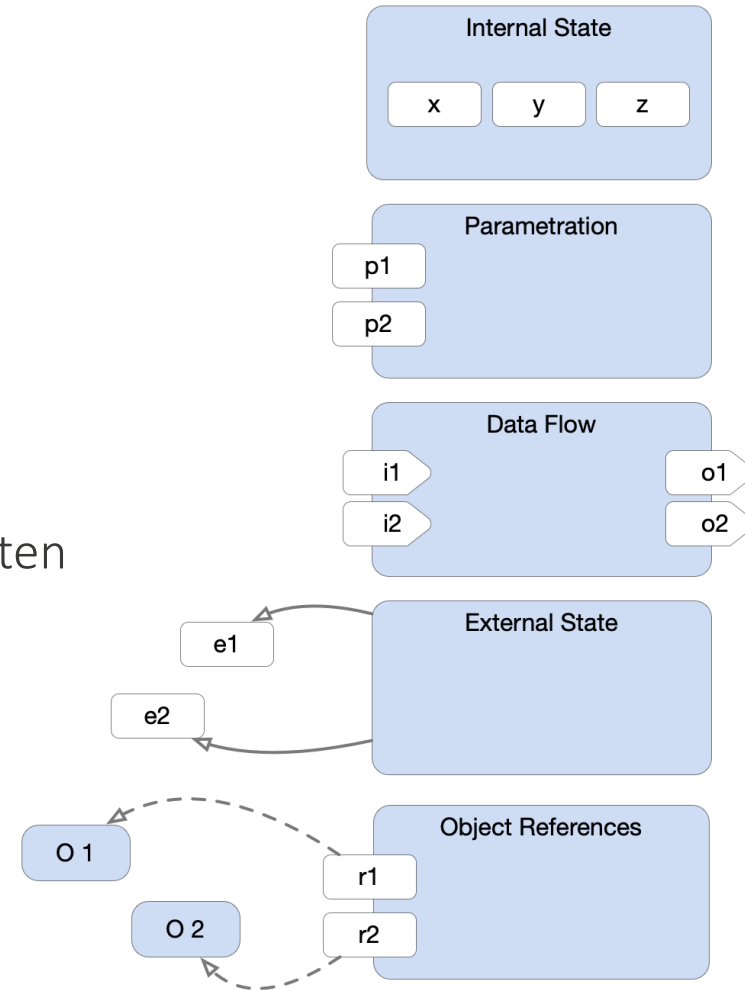 Internal State
x y z
Parametration
p1
p2
Data Flow
i1 o1
i2 o2
ten
External State
e1
e2
Object References
O 1
r1
O 2
r2